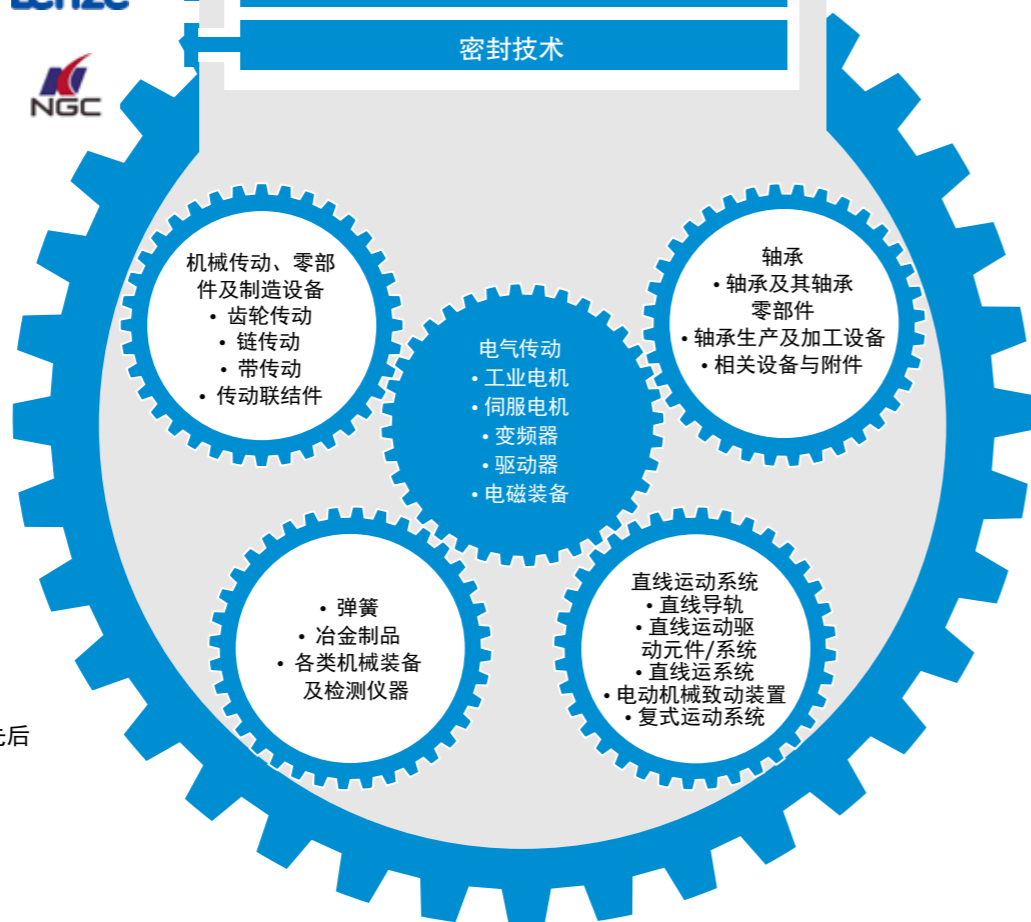 Lenze
密封技术
NGC
机械传动、零部
件及制造设备
• 齿轮传动
• 链传动
• 带传动
• 传动联结件
轴承
• 轴承及其轴承
零部件
• 轴承生产及加工设备
• 相关设备与附件
电气传动
• 工业电机
• 伺服电机
• 变频器
• 驱动器
• 电磁装备
• 弹簧
• 冶金制品
• 各类机械装备
及检测仪器
直线运动系统
• 直线导轨
• 直线运动驱
动元件/系统
• 直线运系统
• 电动机械致动装置
• 复式运动系统
后